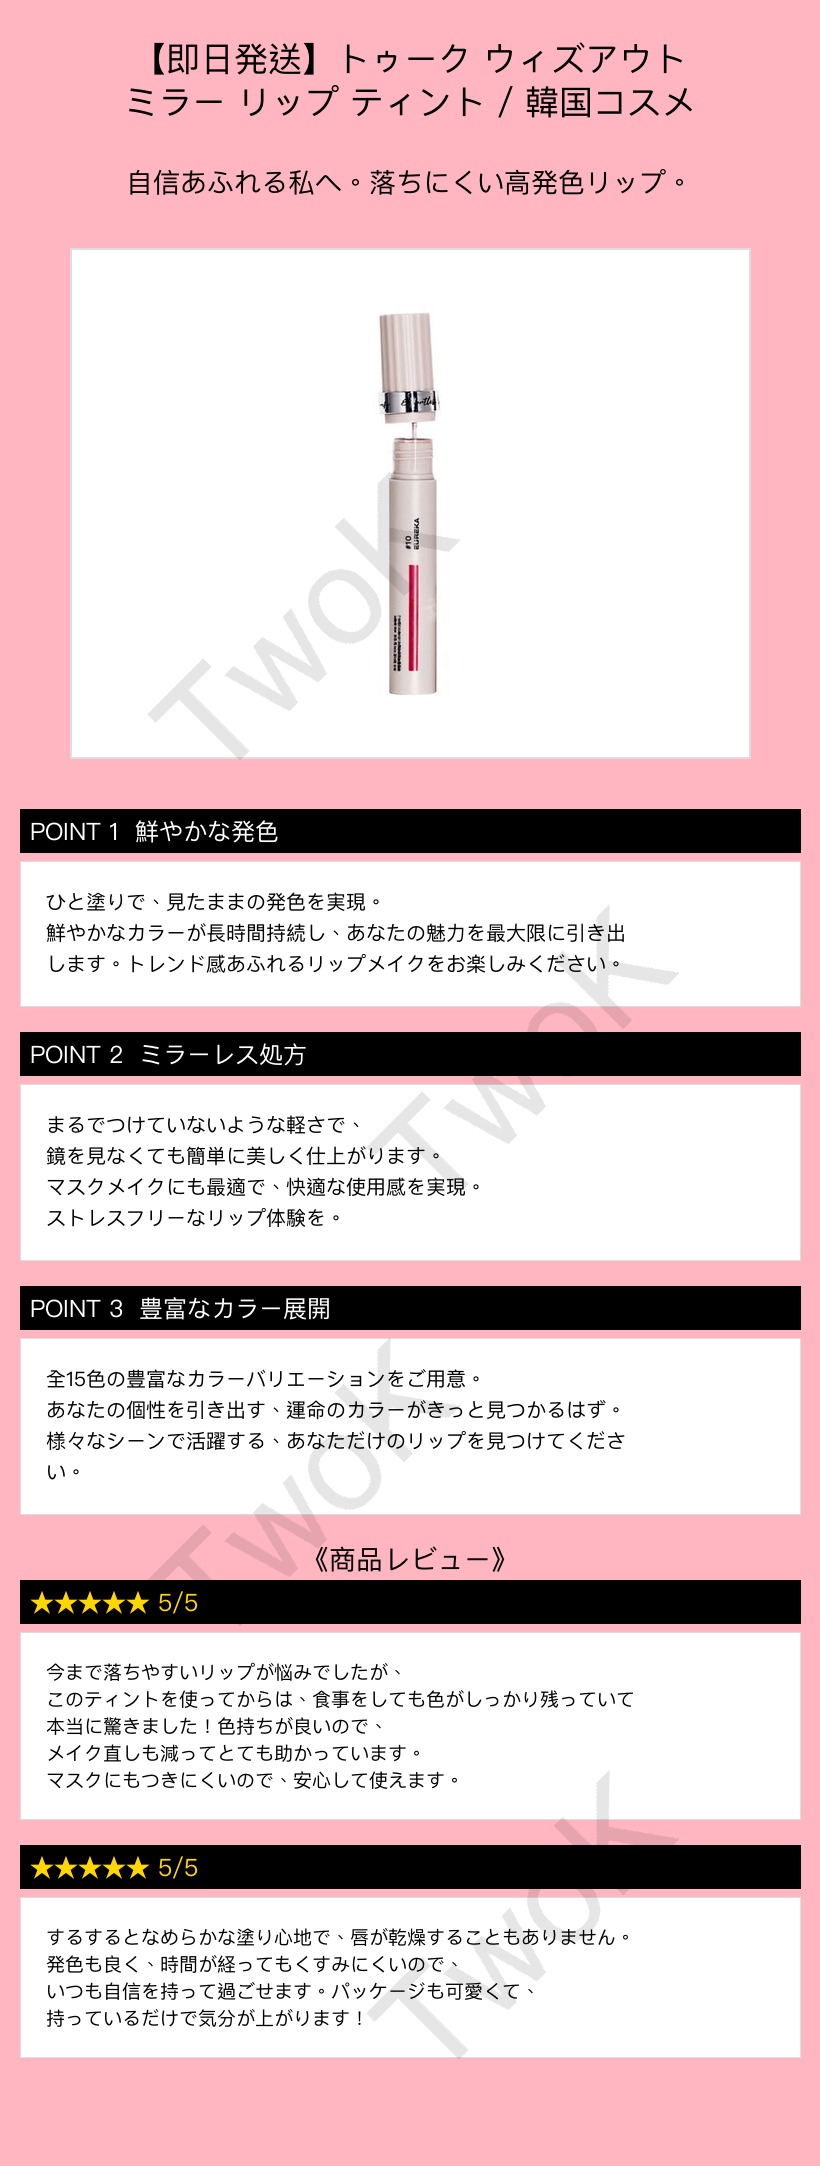 【即日発送】トゥーク ウィズアウト
ミラー リップ ティント / 韓国コスメ
自信あふれる私へ。落ちにくい高発色リップ。
#10
EUREKA
TwoK
POINT 1 鮮やかな発色
ひと塗りで、見たままの発色を実現。
鮮やかなカラーが長時間持続し、あなたの魅力を最大限に引き出
します。トレンド感あふれるリップメイクをお楽しみください。
TwoK
POINT 2 ミラーレス処方
まるでつけていないような軽さで、
鏡を見なくても簡単に美しく仕上がります。
マスクメイクにも最適で、快適な使用感を実現。
ストレスフリーなリップ体験を。
POINT 3 豊富なカラー展開
全15色の豊富なカラーバリエーションをご用意。
あなたの個性を引き出す、運命のカラーがきっと見つかるはず。
様々なシーンで活躍する、あなただけのリップを見つけてくださ
い。
TwoK
《商品レビュー》
★★★★★ 5/5
今まで落ちやすいリップが悩みでしたが、
このティントを使ってからは、食事をしても色がしっかり残っていて
本当に驚きました！色持ちが良いので、
メイク直しも減ってとても助かっています。
マスクにもつきにくいので、安心して使えます。
★★★★★ 5/5
するするとなめらかな塗り心地で、唇が乾燥することもありません。
発色も良く、時間が経ってもくすみにくいので、
いつも自信を持って過ごせます。パッケージも可愛くて、
持っているだけで気分が上がります！
TwoK